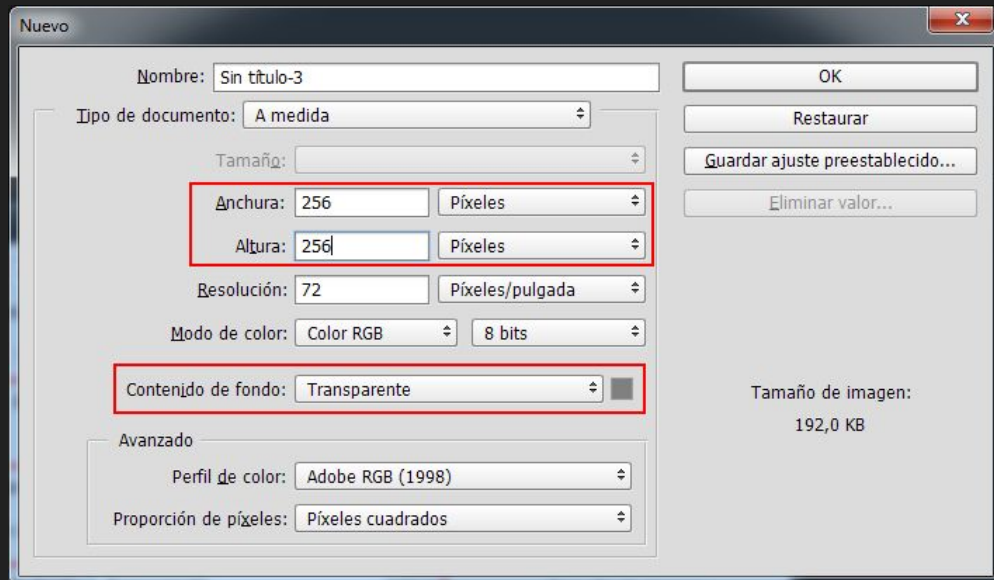 Nuevo
Nombre: Sin título-3
OK
Tipo de documento: A medida
Restaurar
Tamaño:
Guardar ajuste preestablecido...
Anchura: 256 Píxeles
Eliminar valor...
Altura: 256 Píxeles
Resolución: 72 Píxeles/pulgada
Modo de color: Color RGB 8 bits
Contenido de fondo: Transparente
Tamaño de imagen:
192,0 KB
Avanzado
Perfil de color: Adobe RGB (1998)
Proporción de píxeles: Píxeles cuadrados